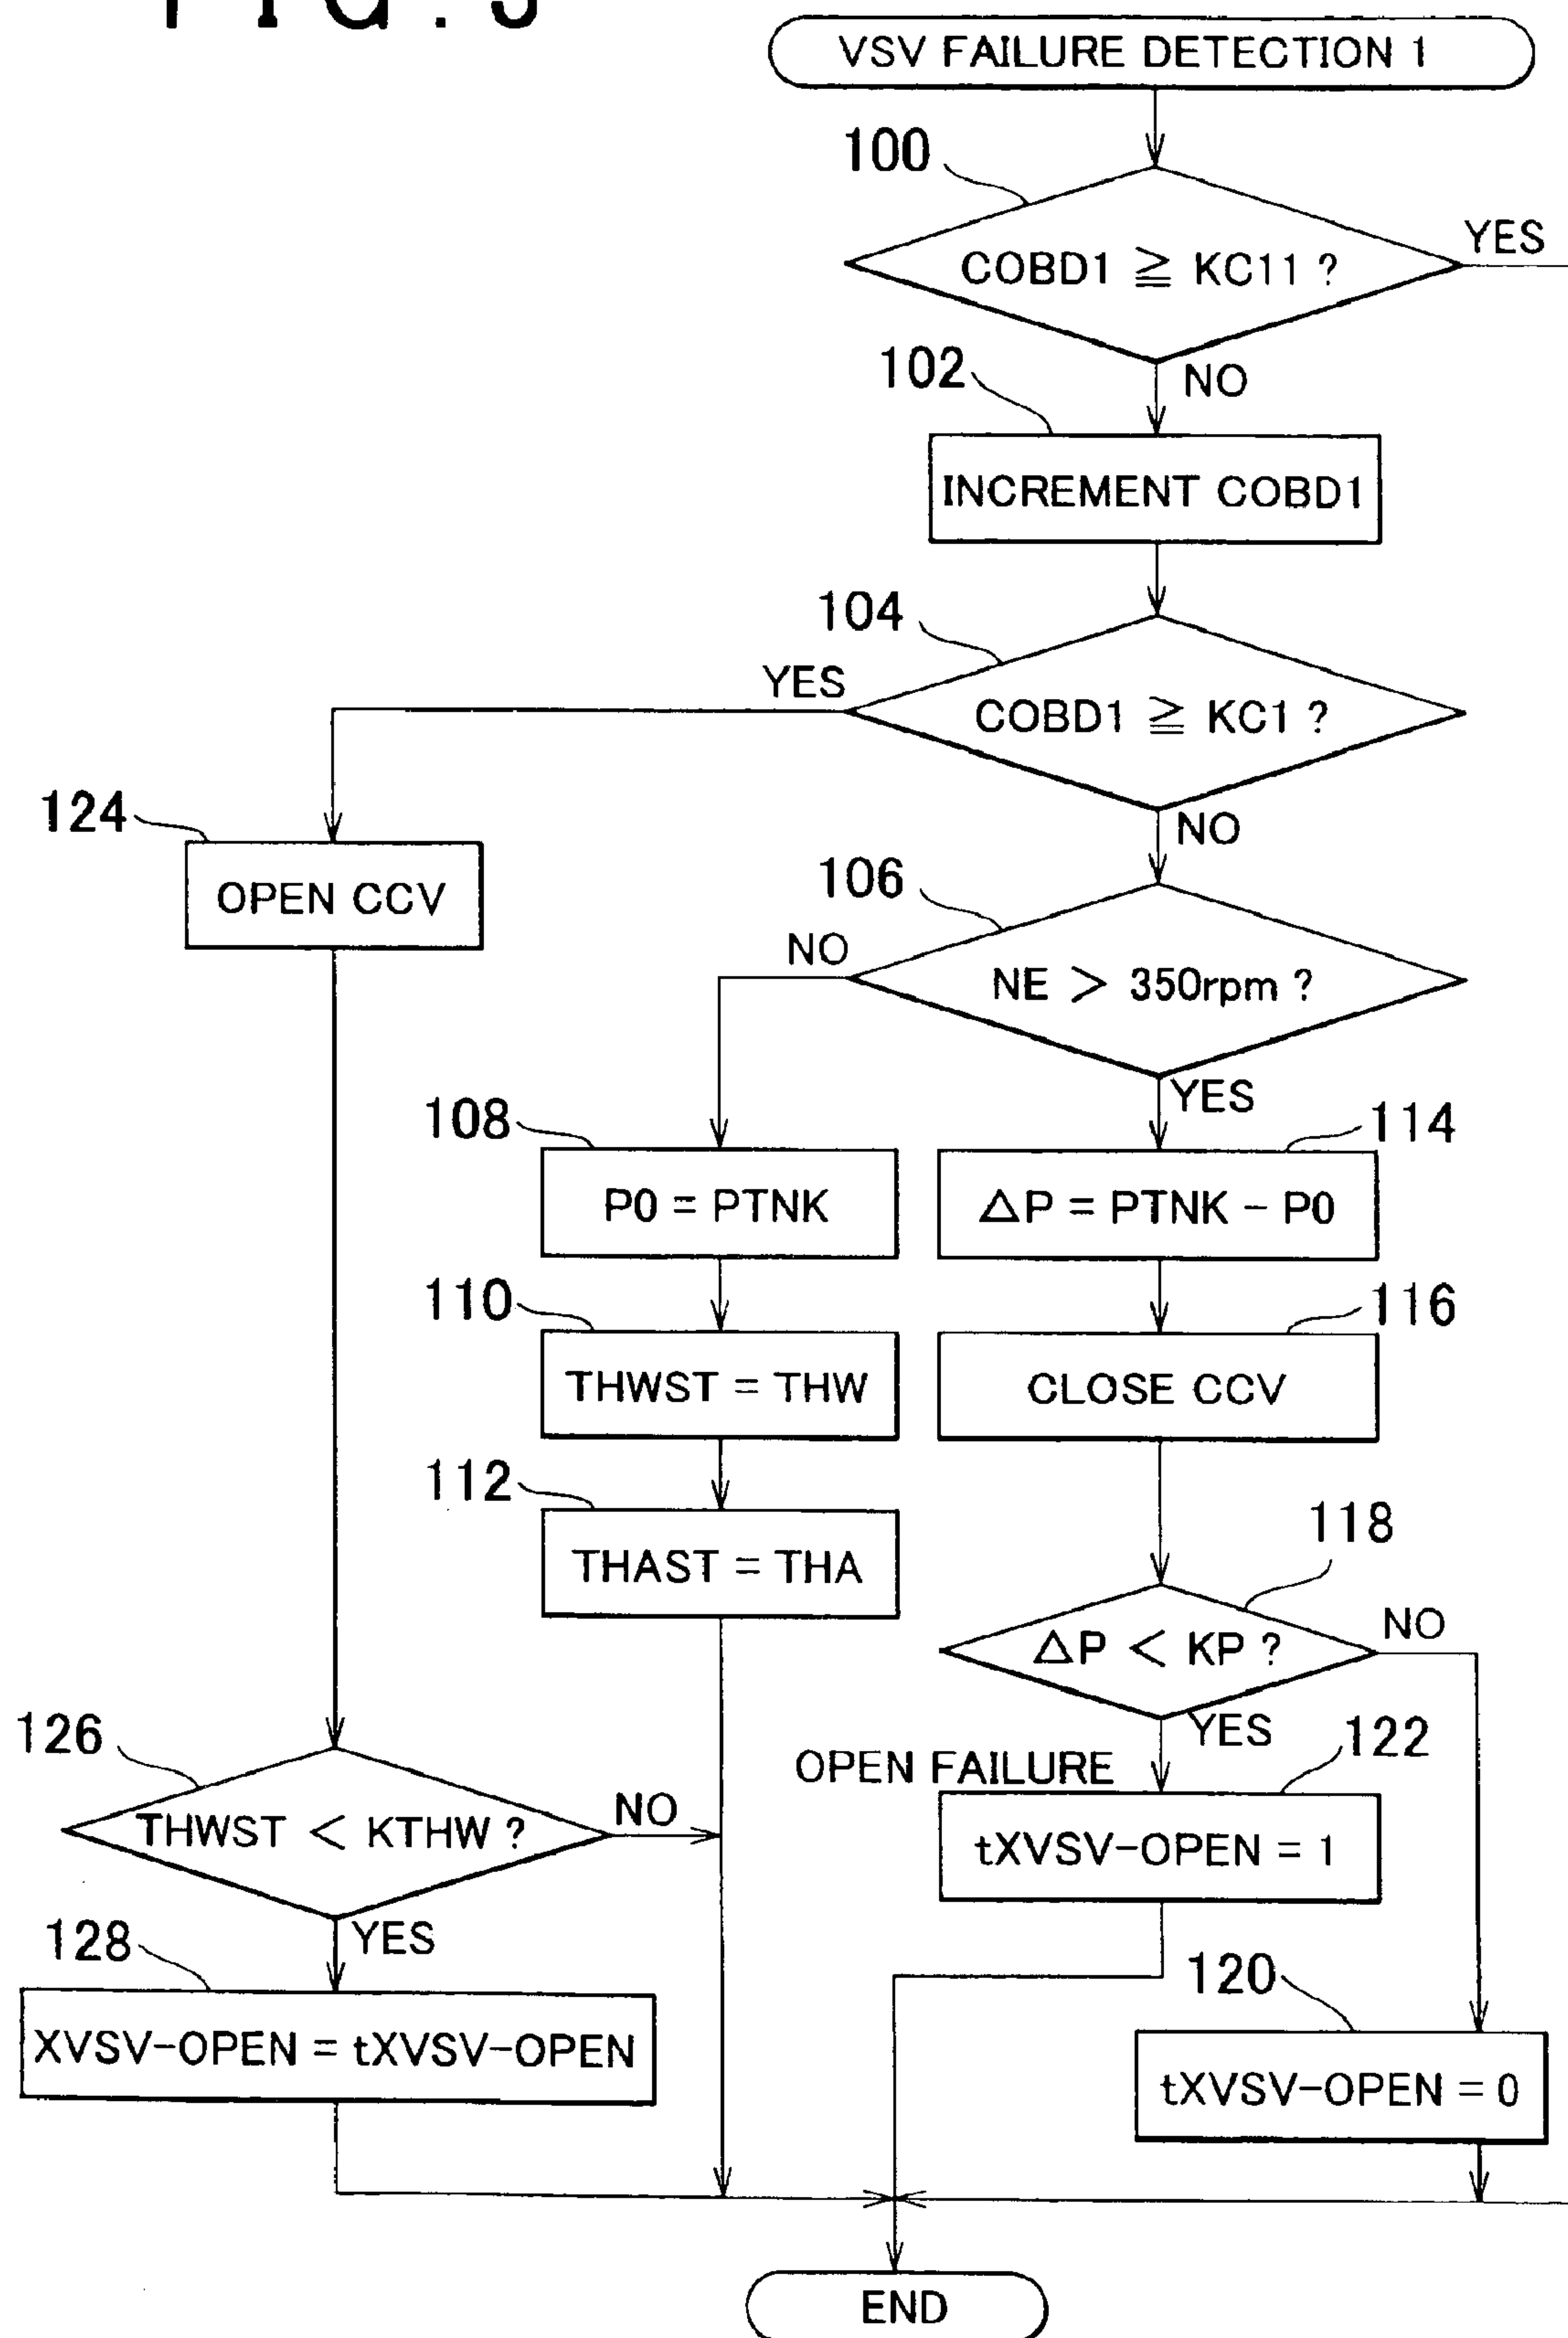 FIG.
VSV FAILURE DETECTION 1
100
COBD1 ≧ KC11 ?
YES
NO
102
INCREMENT COBD1
104
YES
COBD1 ≧ KC1 ?
NO
124
OPEN CCV
106
NO
NE > 350rpm ?
YES
108
P0 = PTNK
114
△P = PTNK - P0
110
THWST = THW
116
CLOSE CCV
112
THAST = THA
118
△P < KP ?
NO
YES
126
THWST < KTHW ?
NO
YES
OPEN FAILURE
122
tXVSV-OPEN = 1
128
XVSV-OPEN = tXVSV-OPEN
120
tXVSV-OPEN = 0
END